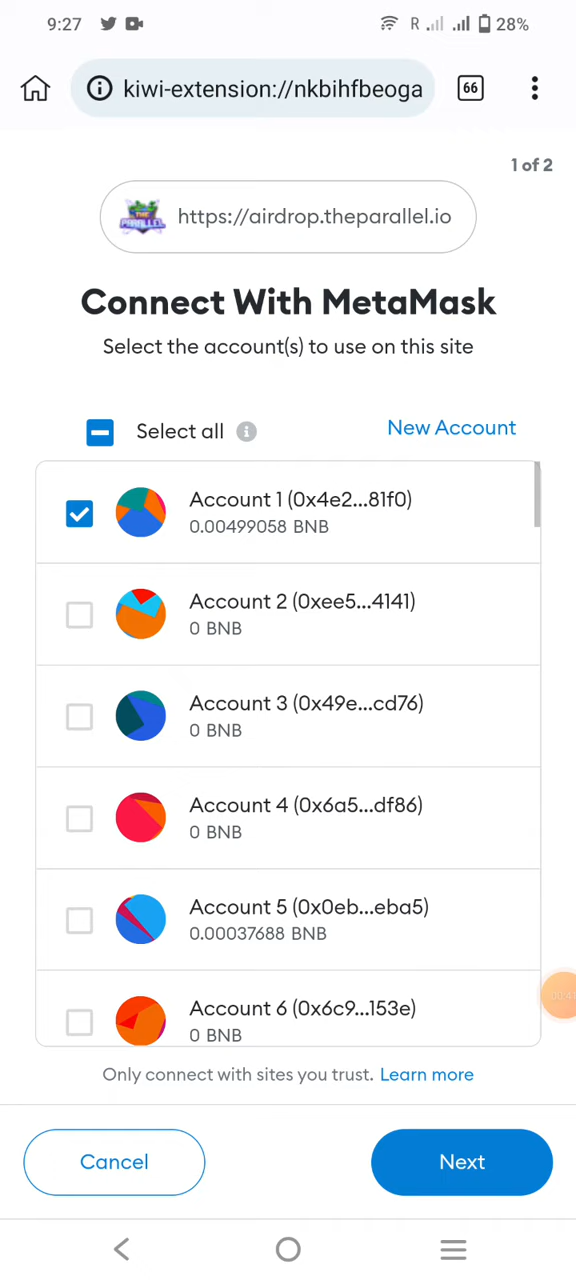 9:27
R
28%
kiwi-extension://nkbihfbeoga
66
1 of 2
THE PARALLEL
https://airdrop.theparallel.io
Connect With MetaMask
Select the account(s) to use on this site
Select all
New Account
Account 1 (0x4e2...81f0)
0.00499058 BNB
Account 2 (0xee5...4141)
0 BNB
Account 3 (0x49e...cd76)
0 BNB
Account 4 (0x6a5...df86)
0 BNB
Account 5 (0x0eb...eba5)
0.00037688 BNB
00:41
Account 6 (0x6c9...153e)
0 BNB
Only connect with sites you trust. Learn more
Cancel
Next